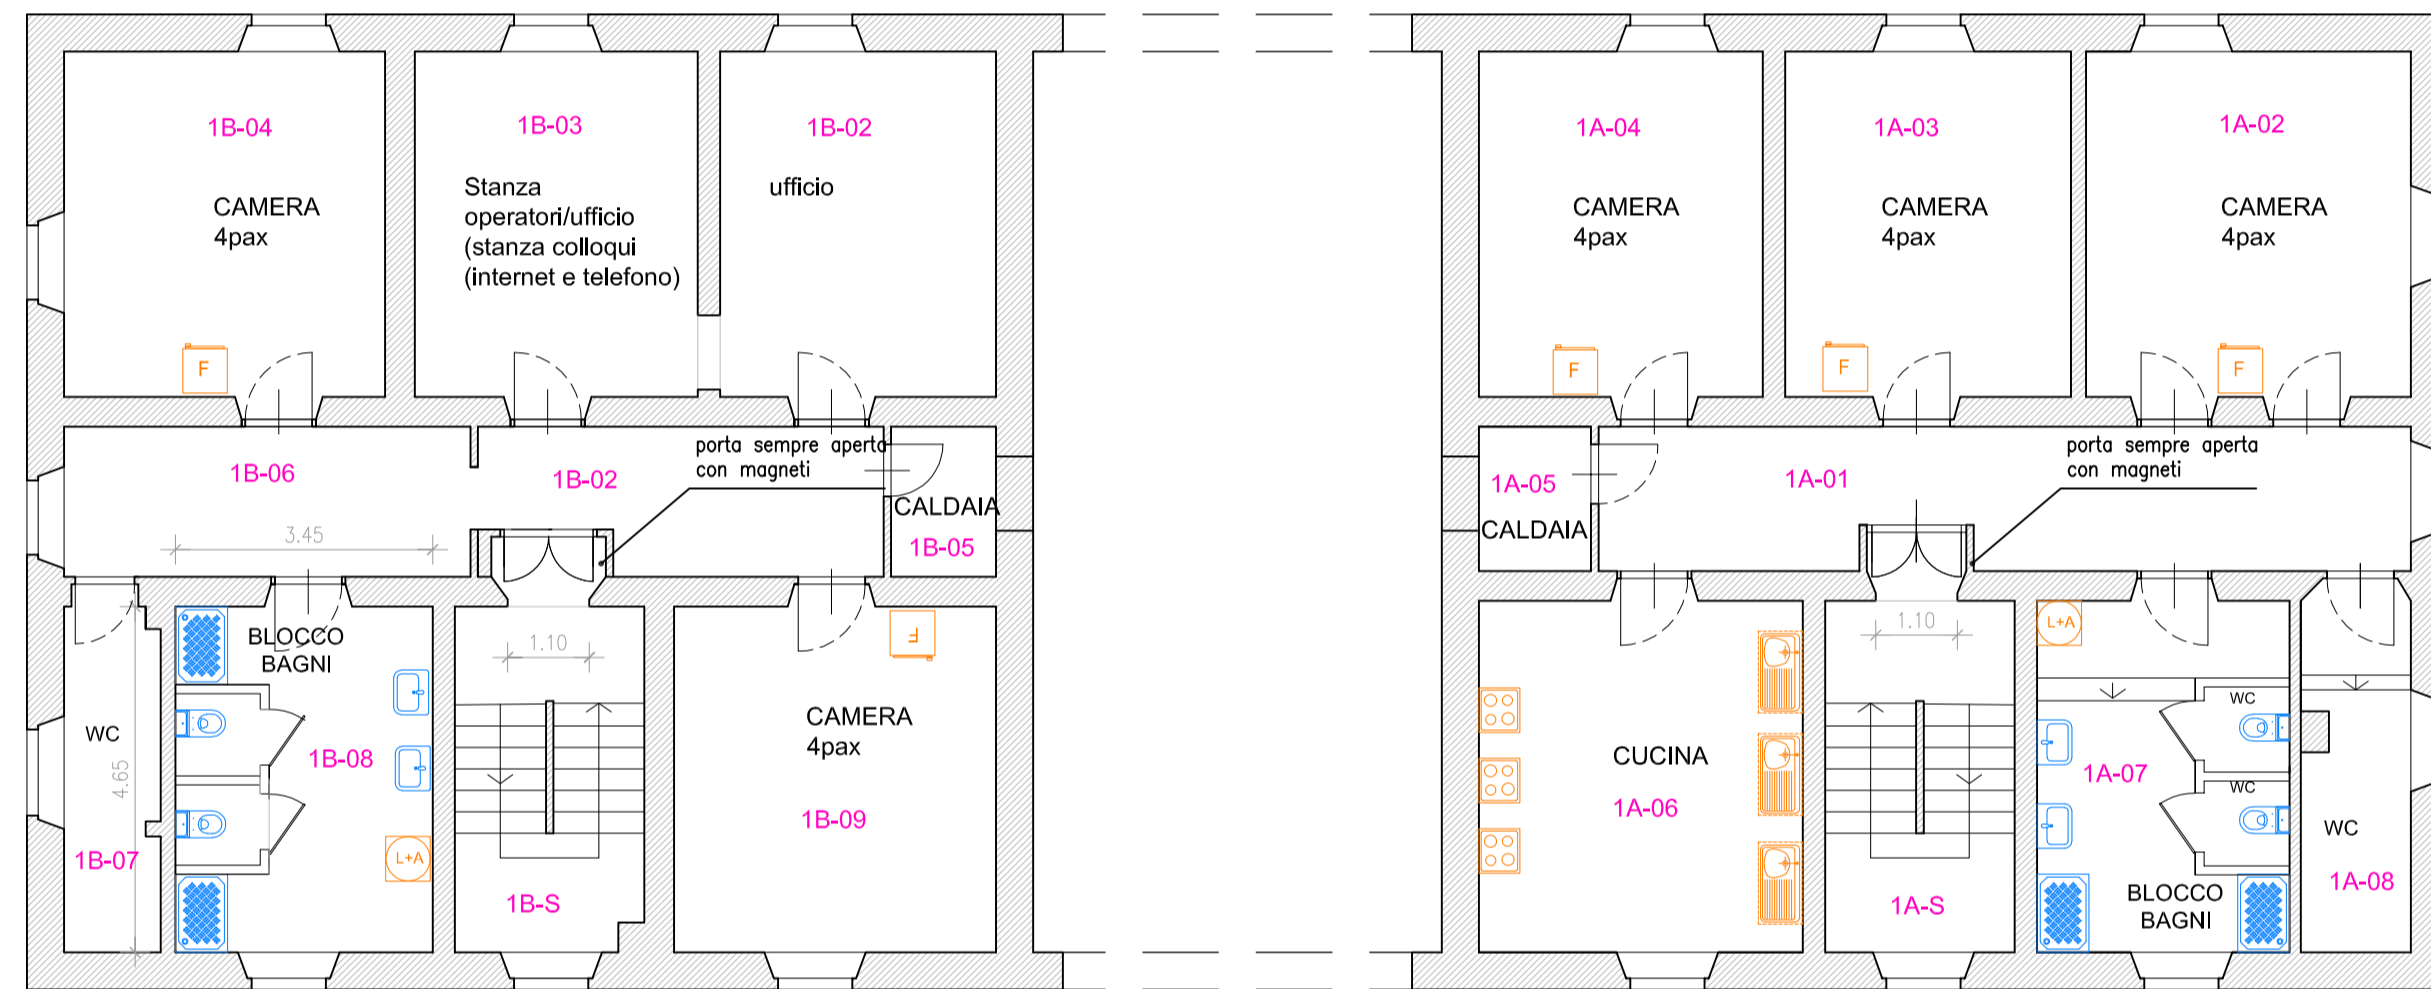 1B-04
CAMERA
4pax
F
1B-03
Stanza
operatori/ufficio
(stanza colloqui
(internet e telefono)
1B-02
ufficio
1A-04
CAMERA
4pax
F
1A-03
CAMERA
4pax
F
1A-02
CAMERA
4pax
F
1B-06
3.45
1B-02
porta sempre aperta
con magneti
CALDAIA
1B-05
1A-05
CALDAIA
1A-01
porta sempre aperta
con magneti
WC
4.65
1B-07
BLOCCO
BAGNI
1B-08
L+A
1.10
1B-S
F
CAMERA
4pax
1B-09
CUCINA
1A-06
1.10
1A-S
L+A
WC
1A-07
WC
BLOCCO
BAGNI
WC
1A-08